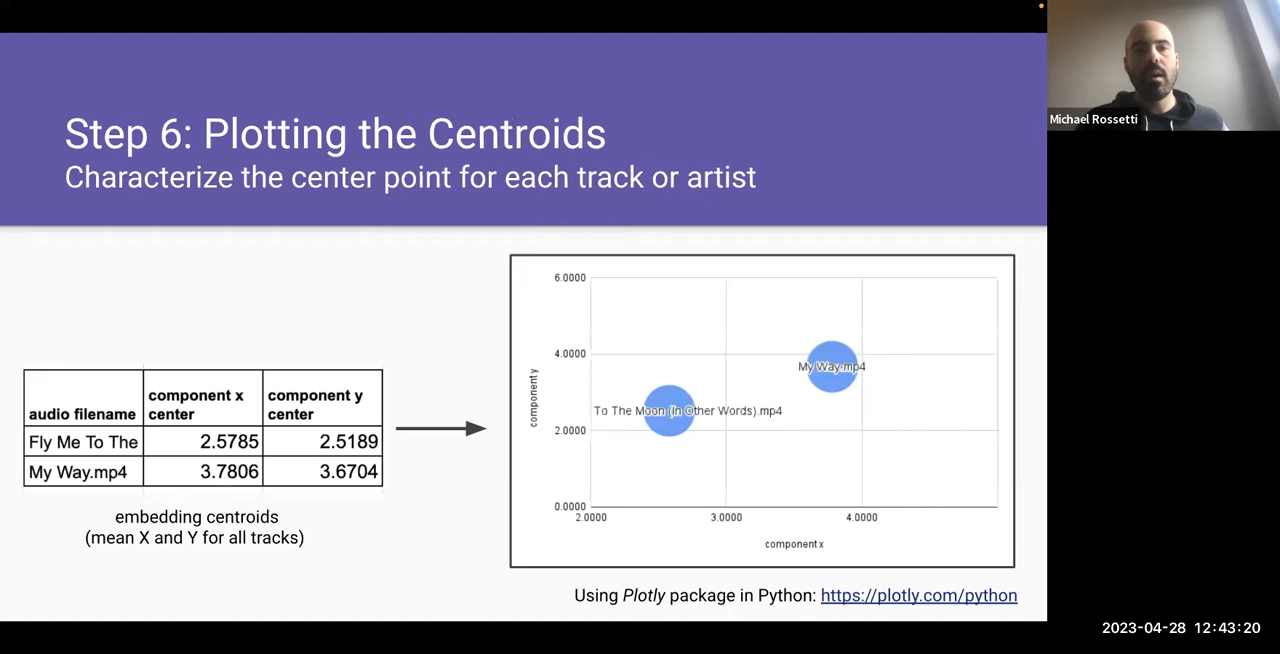 Step 6: Plotting the Centroids
Characterize the center point for each track or artist
Michael Rossetti
audio filename component x center component y center
Fly Me To The 2.5785 2.5189
My Way.mp4 3.7806 3.6704
embedding centroids
(mean X and Y for all tracks)
6.0000
4.0000
2.0000
0.0000
component y
My Way.mp4
To The Moon (In Other Words).mp4
2.0000 3.0000 4.0000
component x
Using Plotly package in Python: https://plotly.com/python
2023-04-28 12:43:20